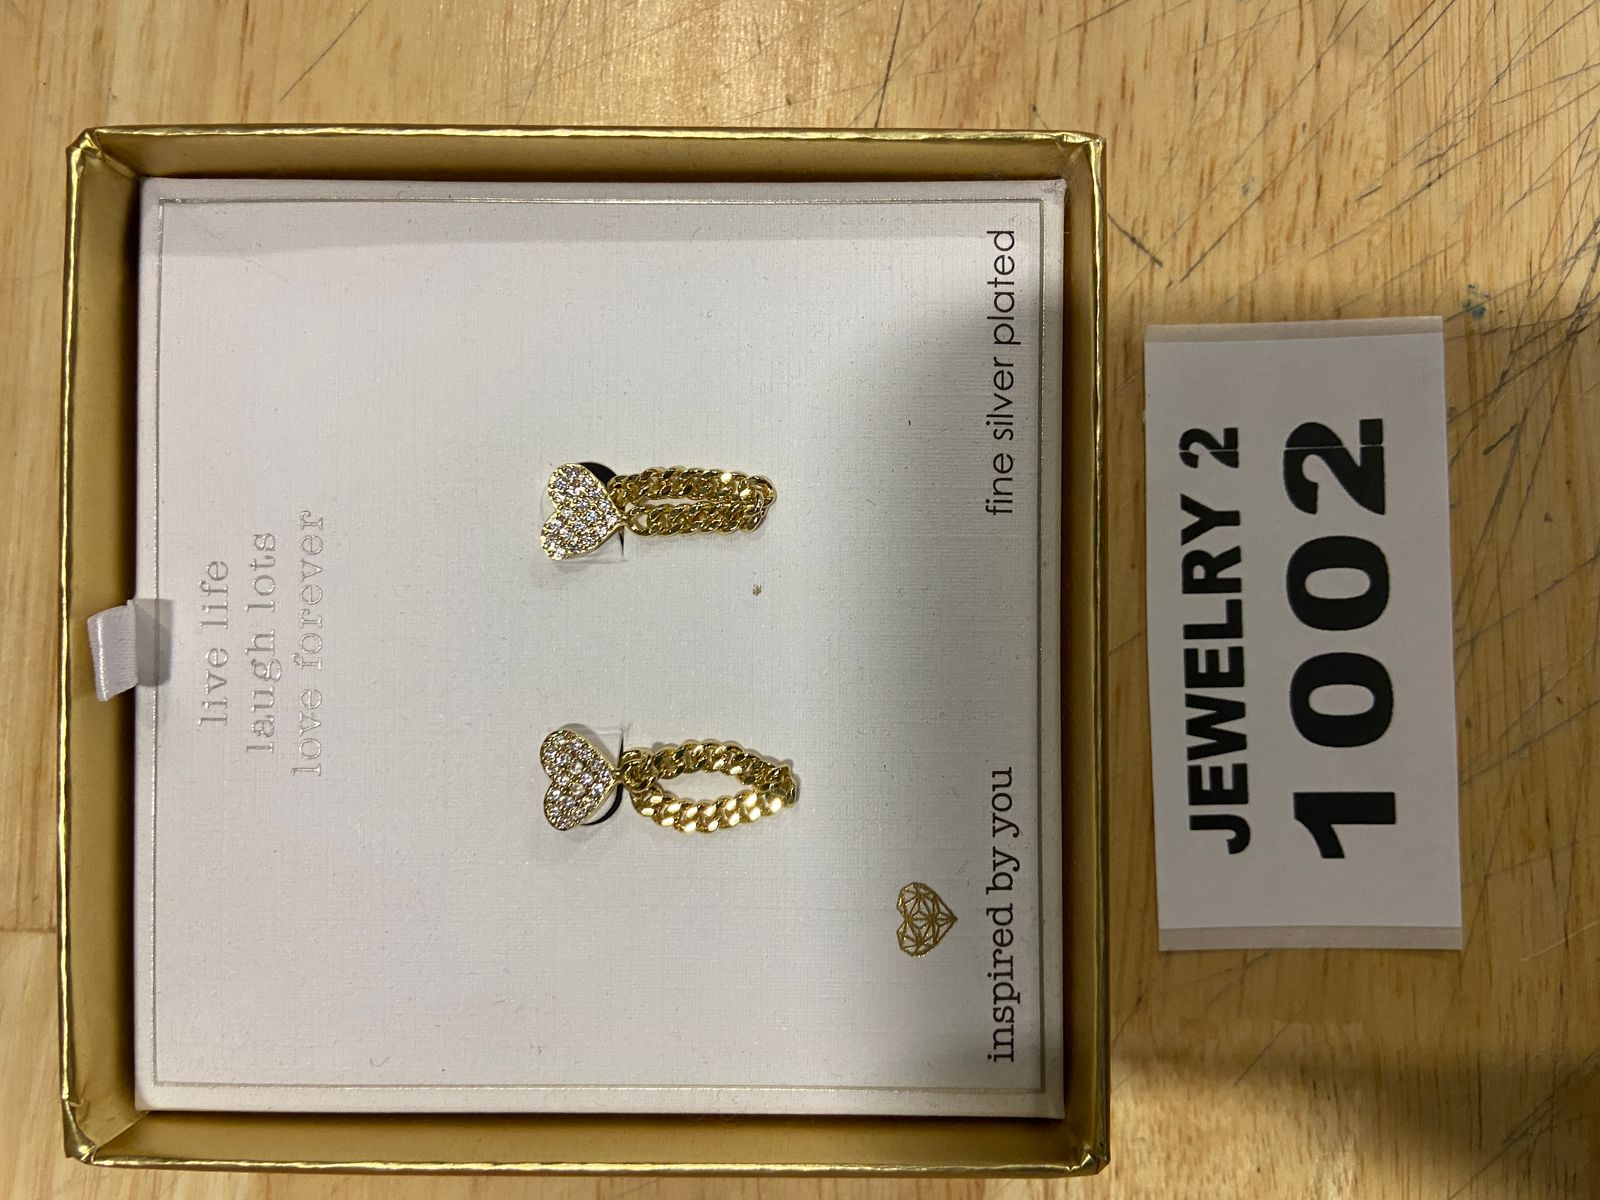 live life
laugh lots
love forever
inspired by you
fine silver plated
JEWELRY 2
1002